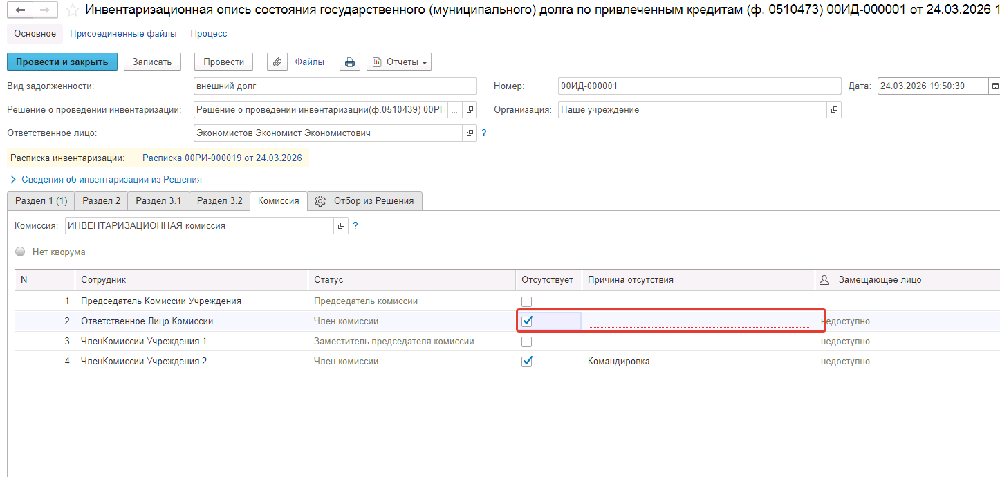 Инвентаризационная опись состояния государственного (муниципального) долга по привлеченным кредитам (ф. 0510473) 00ИД-000001 от 24.03.2026 1
Основное Присоединенные файлы Процесс
Провести и закрыть Записать Провести Файлы Отчеты
Вид задолженности: внешний долг Номер: 00ИД-000001 Дата: 24.03.2026 19:50:30
Решение о проведении инвентаризации: Решение о проведении инвентаризации(ф.0510439) 00РП ... Организация: Наше учреждение
Ответственное лицо: Экономистов Экономист Экономистович ?
Расписка инвентаризации: Расписка 00РИ-000019 от 24.03.2026
Сведения об инвентаризации из Решения
Раздел 1 (1) Раздел 2 Раздел 3.1 Раздел 3.2 Комиссия Отбор из Решения
Комиссия: ИНВЕНТАРИЗАЦИОННАЯ комиссия ?
Нет кворума
N Сотрудник Статус Отсутствует Причина отсутствия Замещающее лицо
1 Председатель Комиссии Учреждения Председатель комиссии
2 Ответственное Лицо Комиссии Член комиссии недоступно
3 ЧленКомиссии Учреждения 1 Заместитель председателя комиссии недоступно
4 ЧленКомиссии Учреждения 2 Член комиссии Командировка недоступно